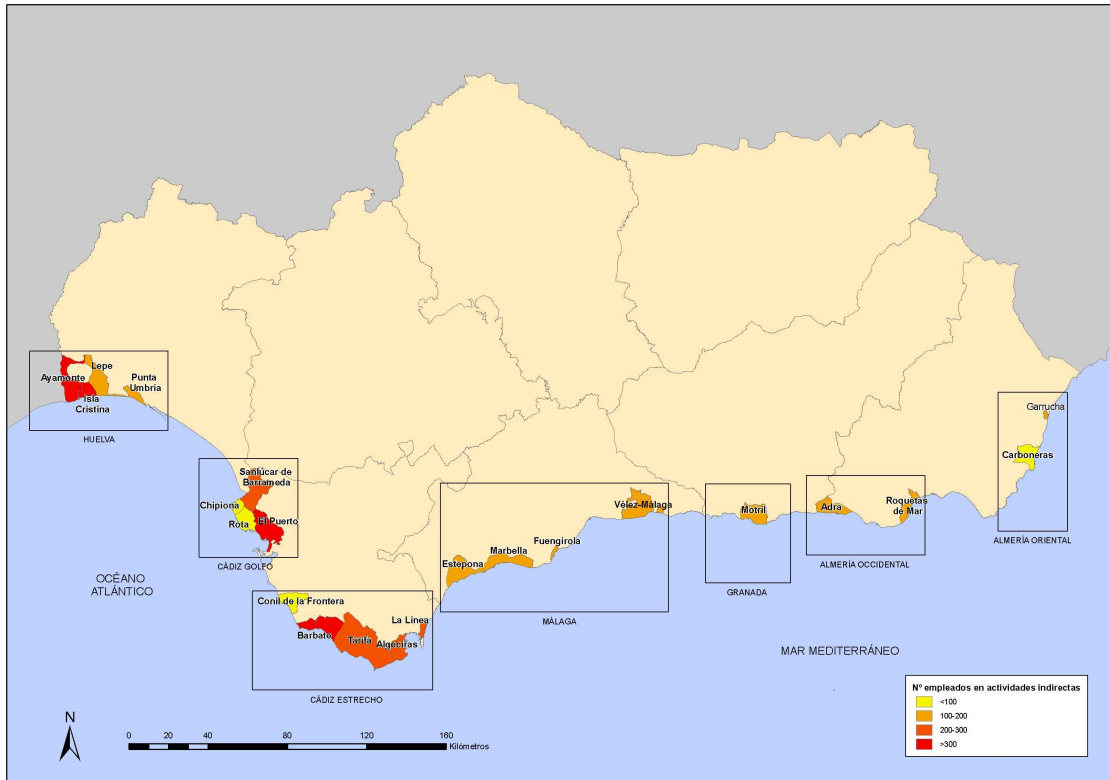 Ayamonte
Lepe
Isla
Cristina
Punta
Umbría
HUELVA
Sanlúcar de
Barrameda
Chipiona
Rota
El Puerto
CÁDIZ GOLFO
OCÉANO
ATLÁNTICO
Conil de la Frontera
Barbate
Tarifa
Algeciras
La Línea
CÁDIZ ESTRECHO
Estepona
Marbella
Fuengirola
Vélez-Málaga
MÁLAGA
Motril
GRANADA
Adra
Roquetas
de Mar
ALMERÍA OCCIDENTAL
Garrucha
Carboneras
ALMERÍA ORIENTAL
MAR MEDITERRÁNEO
N
0 20 40 80 120 160
Kilómetros
Nº empleados en actividades indirectas
<100
100-200
200-300
>300